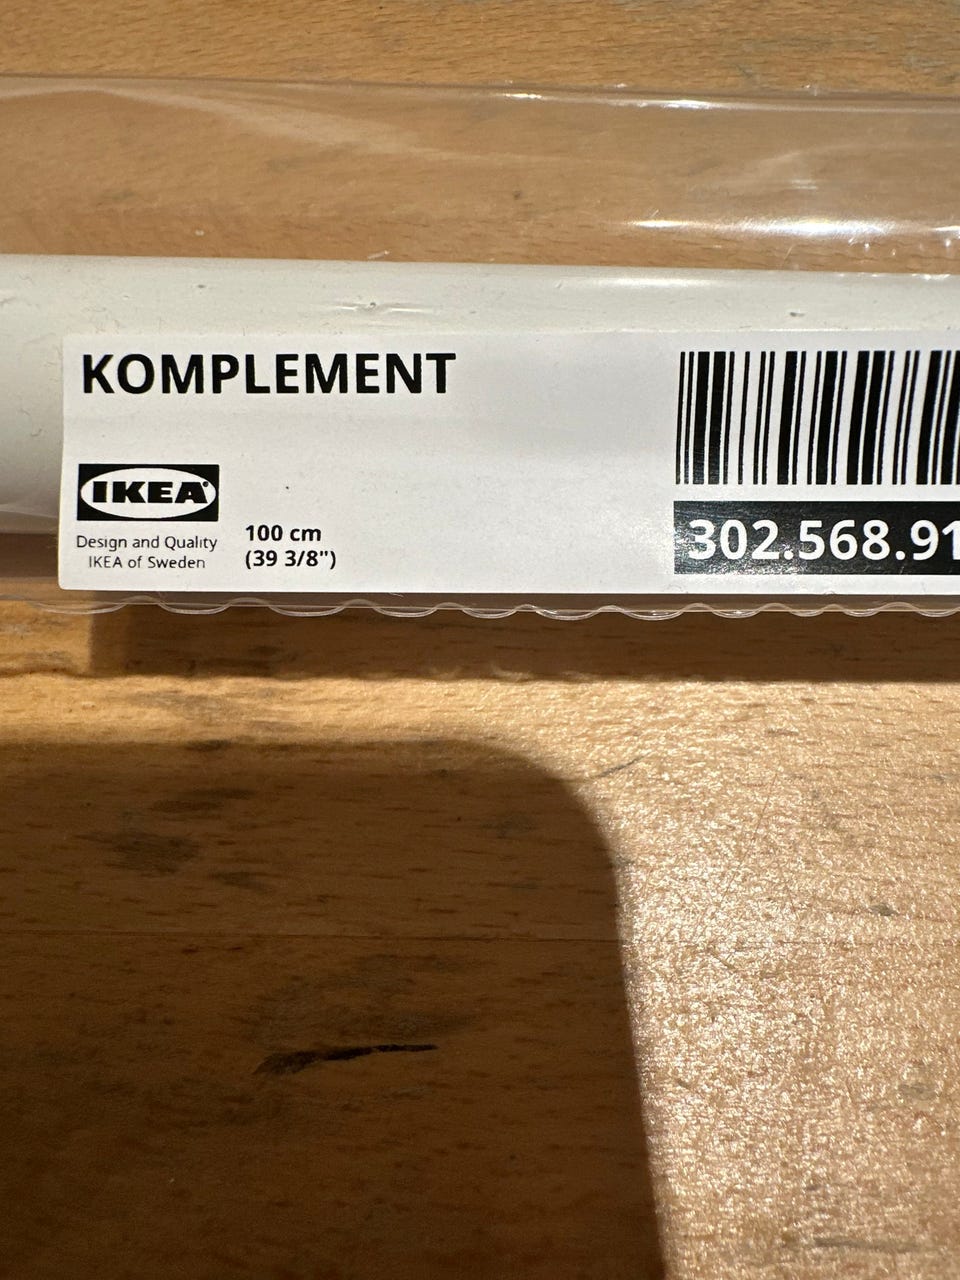 KOMPLEMENT
IKEA®
Design and Quality
IKEA of Sweden
100 cm
(39 3/8")
302.568.91